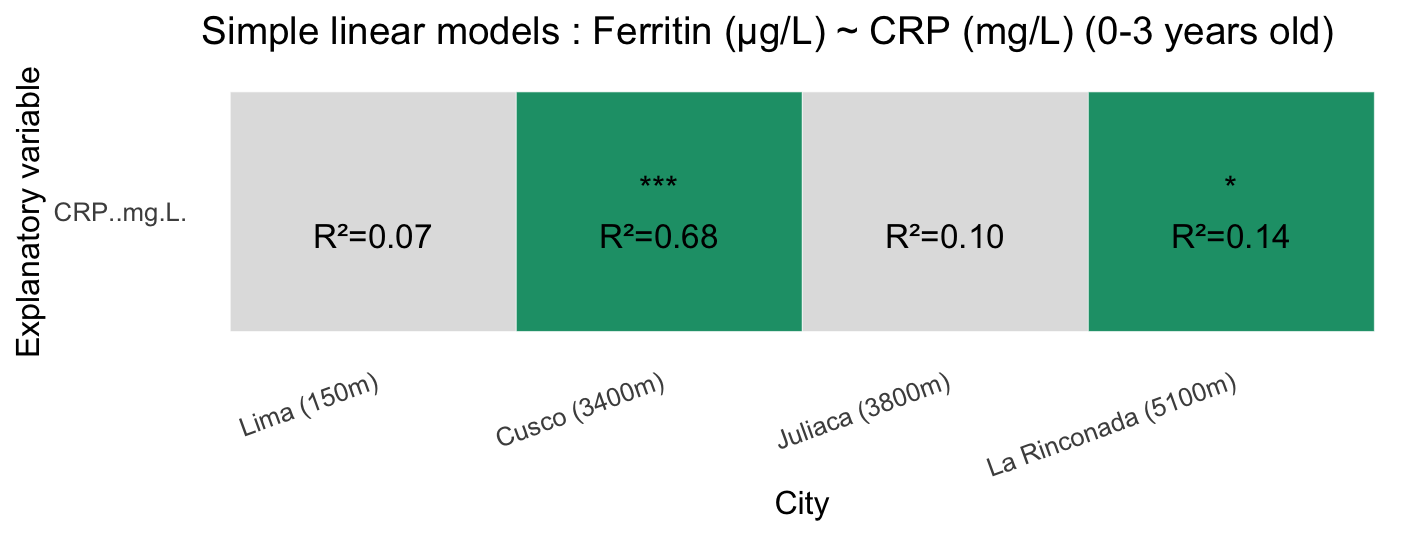 Simple linear models : Ferritin (µg/L) ~ CRP (mg/L) (0-3 years old)
Explanatory variable
CRP..mg.L.
R²=0.07
***
R²=0.68
R²=0.10
*
R²=0.14
Lima (150m)
Cusco (3400m)
Juliaca (3800m)
La Rinconada (5100m)
City